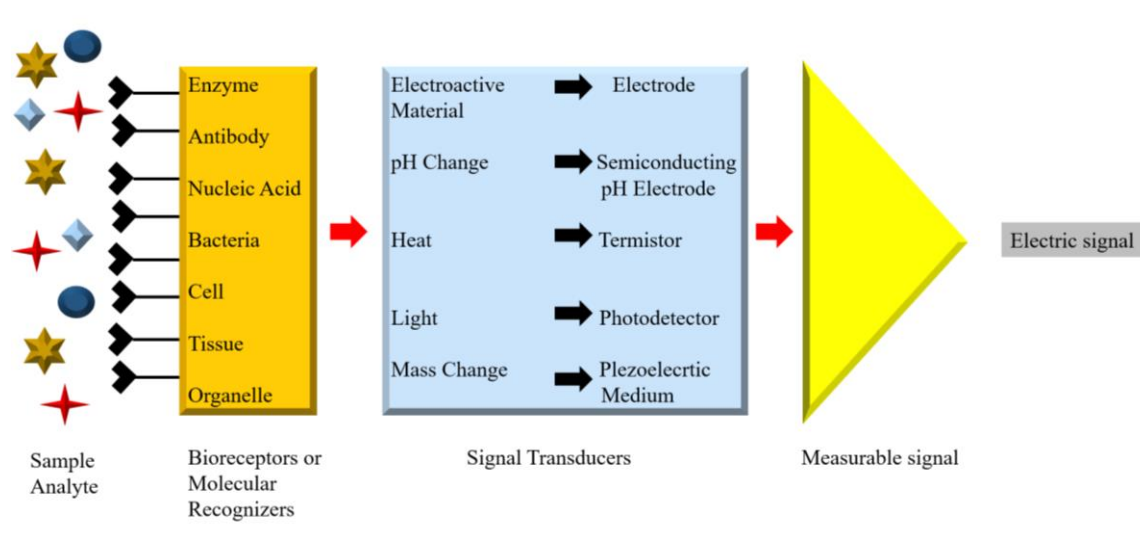 Enzyme
Antibody
Nucleic Acid
Bacteria
Cell
Tissue
Organelle
Electroactive
Material
Electrode
pH Change
Semiconducting
pH Electrode
Heat
Termistor
Light
Photodetector
Mass Change
Plezoelecrtic
Medium
Electric signal
Sample
Analyte
Bioreceptors or
Molecular
Recognizers
Signal Transducers
Measurable signal